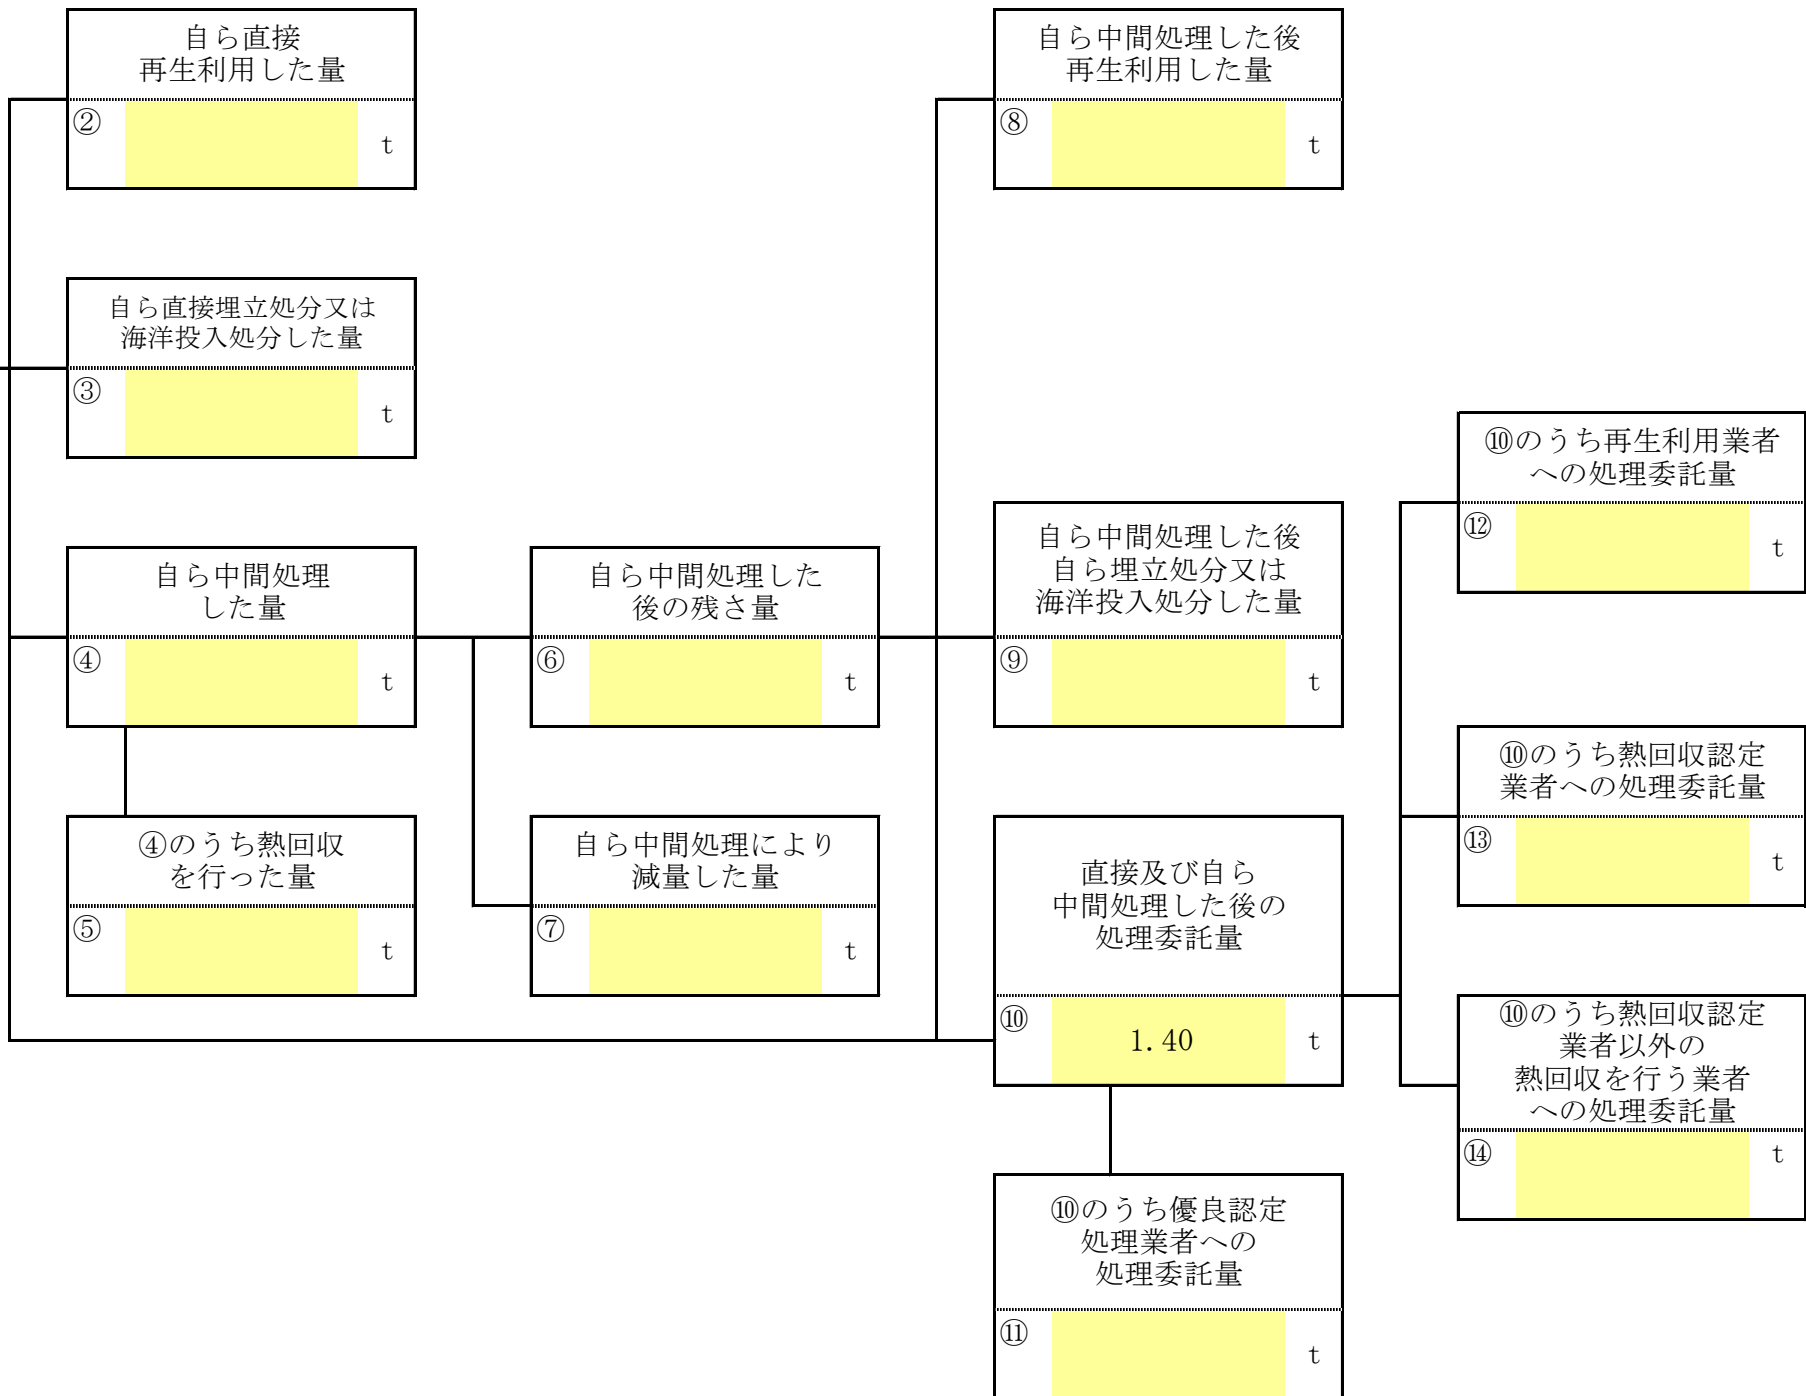 自ら直接
再生利用した量
②
t
自ら中間処理した後
再生利用した量
⑧
t
自ら直接埋立処分又は
海洋投入処分した量
③
t
⑩のうち再生利用業者
への処理委託量
⑫
t
自ら中間処理
した量
④
t
自ら中間処理した
後の残さ量
⑥
t
自ら中間処理した後
自ら埋立処分又は
海洋投入処分した量
⑨
t
⑩のうち熱回収認定
業者への処理委託量
⑬
t
④のうち熱回収
を行った量
⑤
t
自ら中間処理により
減量した量
⑦
t
直接及び自ら
中間処理した後の
処理委託量
⑩
1.40
t
⑩のうち熱回収認定
業者以外の
熱回収を行う業者
への処理委託量
⑭
t
⑩のうち優良認定
処理業者への
処理委託量
⑪
t